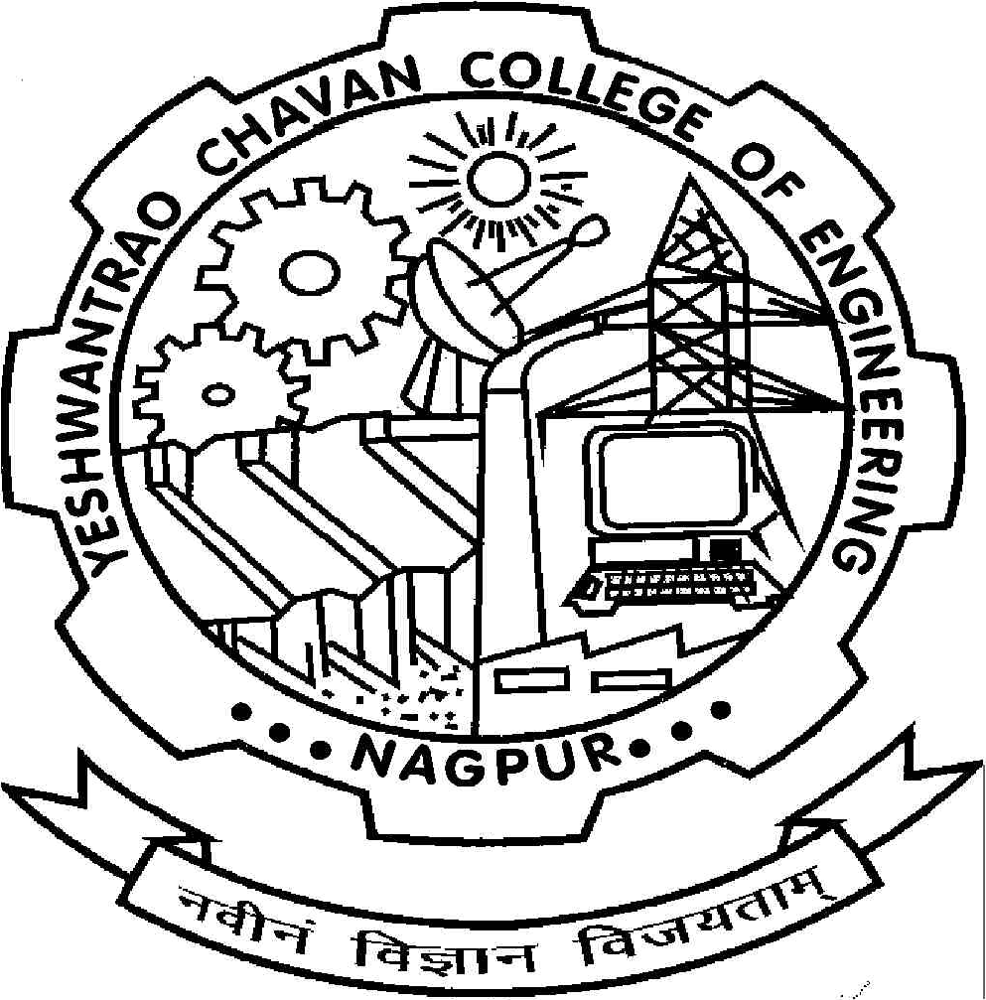 YESHWANTRAO CHAVAN COLLEGE OF ENGINEERING
NAGPUR
नवीनं विज्ञान विजयताम्